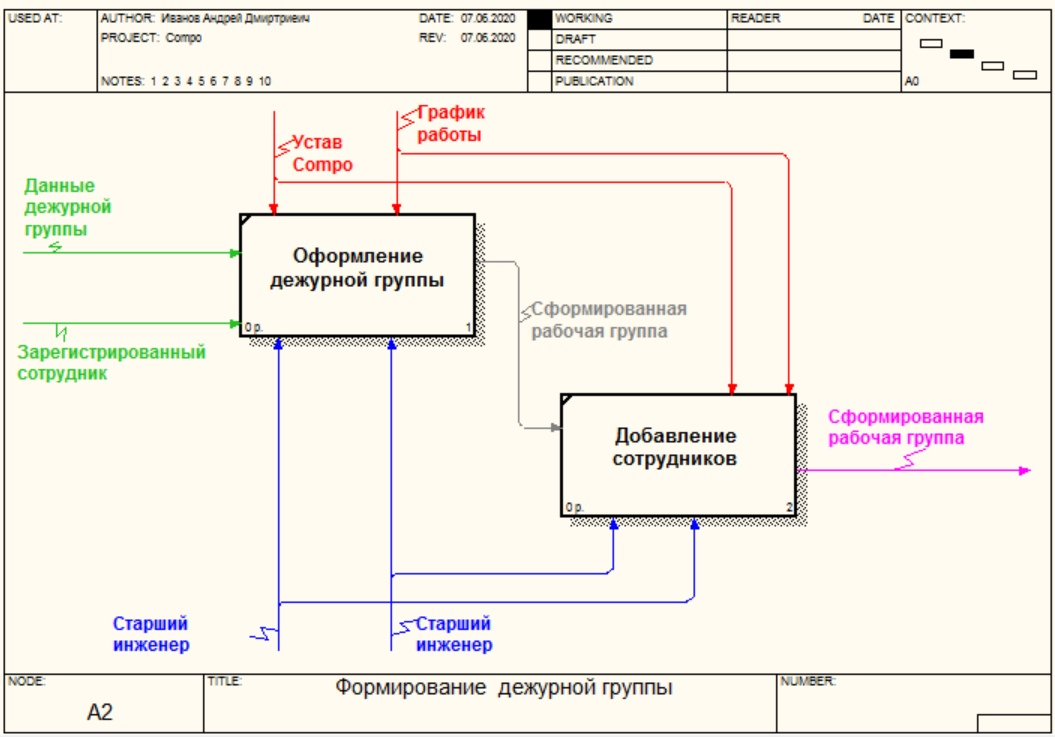 USED AT:
AUTHOR: Иванов Андрей Дмиртриеич
DATE: 07.06.2020
PROJECT: Compo
REV: 07.06.2020
NOTES: 1 2 3 4 5 6 7 8 9 10
WORKING
DRAFT
RECOMMENDED
PUBLICATION
READER
DATE
CONTEXT:
A0
График
работы
Устав
Compo
Данные
дежурной
группы
Оформление
дежурной группы
0 р.
1
Зарегистрированный
сотрудник
Сформированная
рабочая группа
Добавление
сотрудников
0 р.
2
Сформированная
рабочая группа
Старший
инженер
Старший
инженер
NODE:
A2
TITLE:
Формирование дежурной группы
NUMBER: